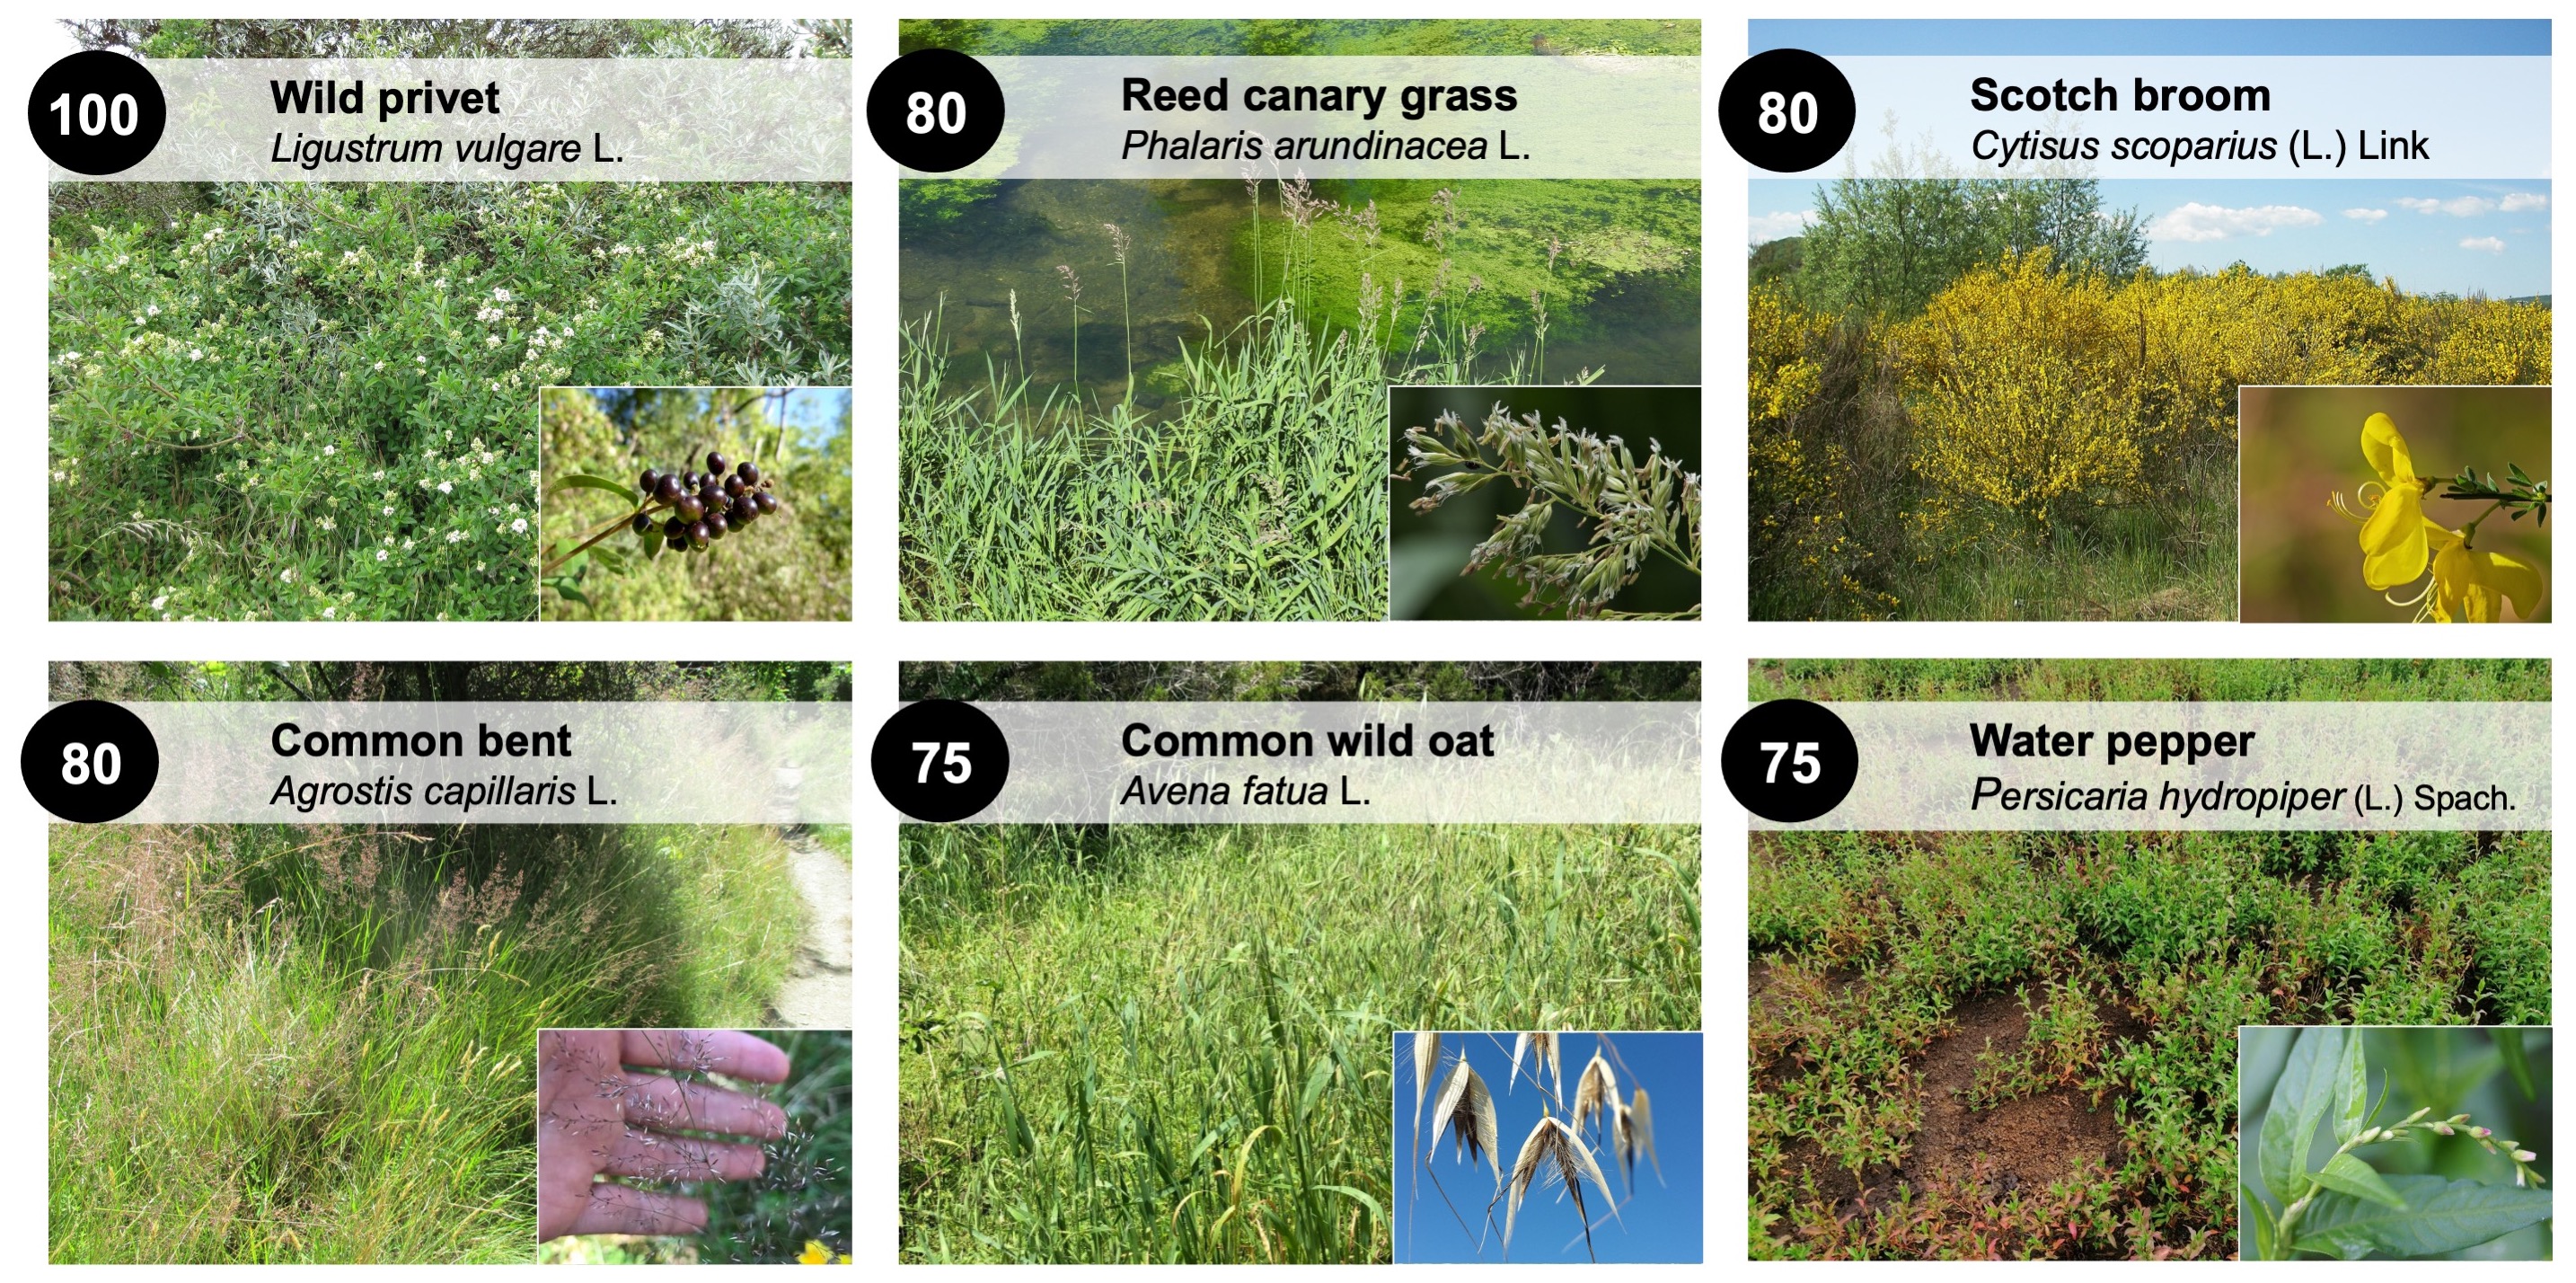 100
Wild privet
Ligustrum vulgare L.
80
Reed canary grass
Phalaris arundinacea L.
80
Scotch broom
Cytisus scoparius (L.) Link
80
Common bent
Agrostis capillaris L.
75
Common wild oat
Avena fatua L.
75
Water pepper
Persicaria hydropiper (L.) Spach.